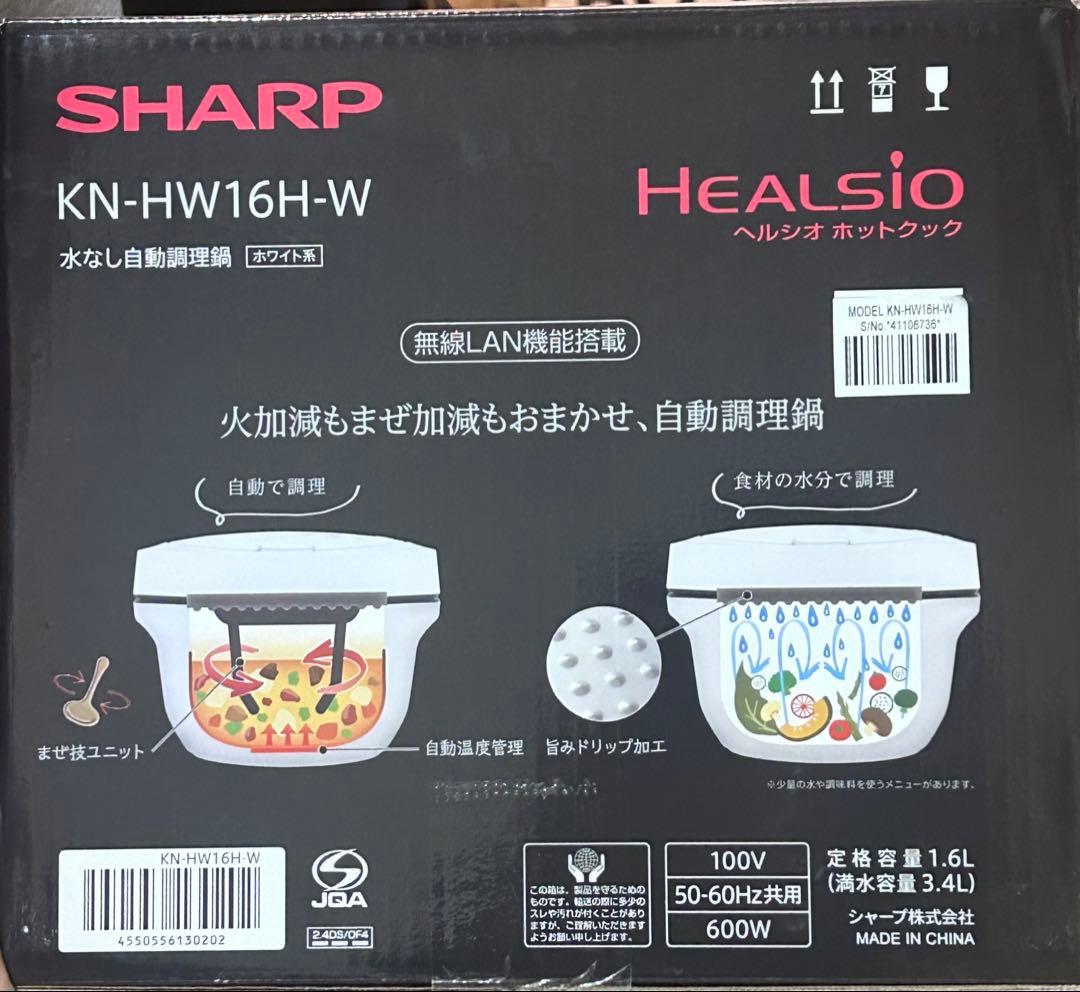 SHARP
KN-HW16H-W
水なし自動調理鍋 ホワイト系
HEALSIO
ヘルシオ ホットクック
MODEL KN-HW16H-W
S/No."41106736"
無線LAN機能搭載
火加減もまぜ加減もおまかせ、自動調理鍋
自動で調理
食材の水分で調理
まぜ技ユニット
自動温度管理
旨みドリップ加工
※少量の水や調味料を使うメニューがあります。
KN-HW16H-W
4550556130202
JQA
2.4DS/OF4
この箱は、製品を守るための
ものです。輸送の際に多少の
スレや汚れが付くことがあり
ますが、ご理解いただきます
ようお願い申し上げます。
100V
50-60Hz共用
600W
定格容量1.6L
(満水容量3.4L)
シャープ株式会社
MADE IN CHINA